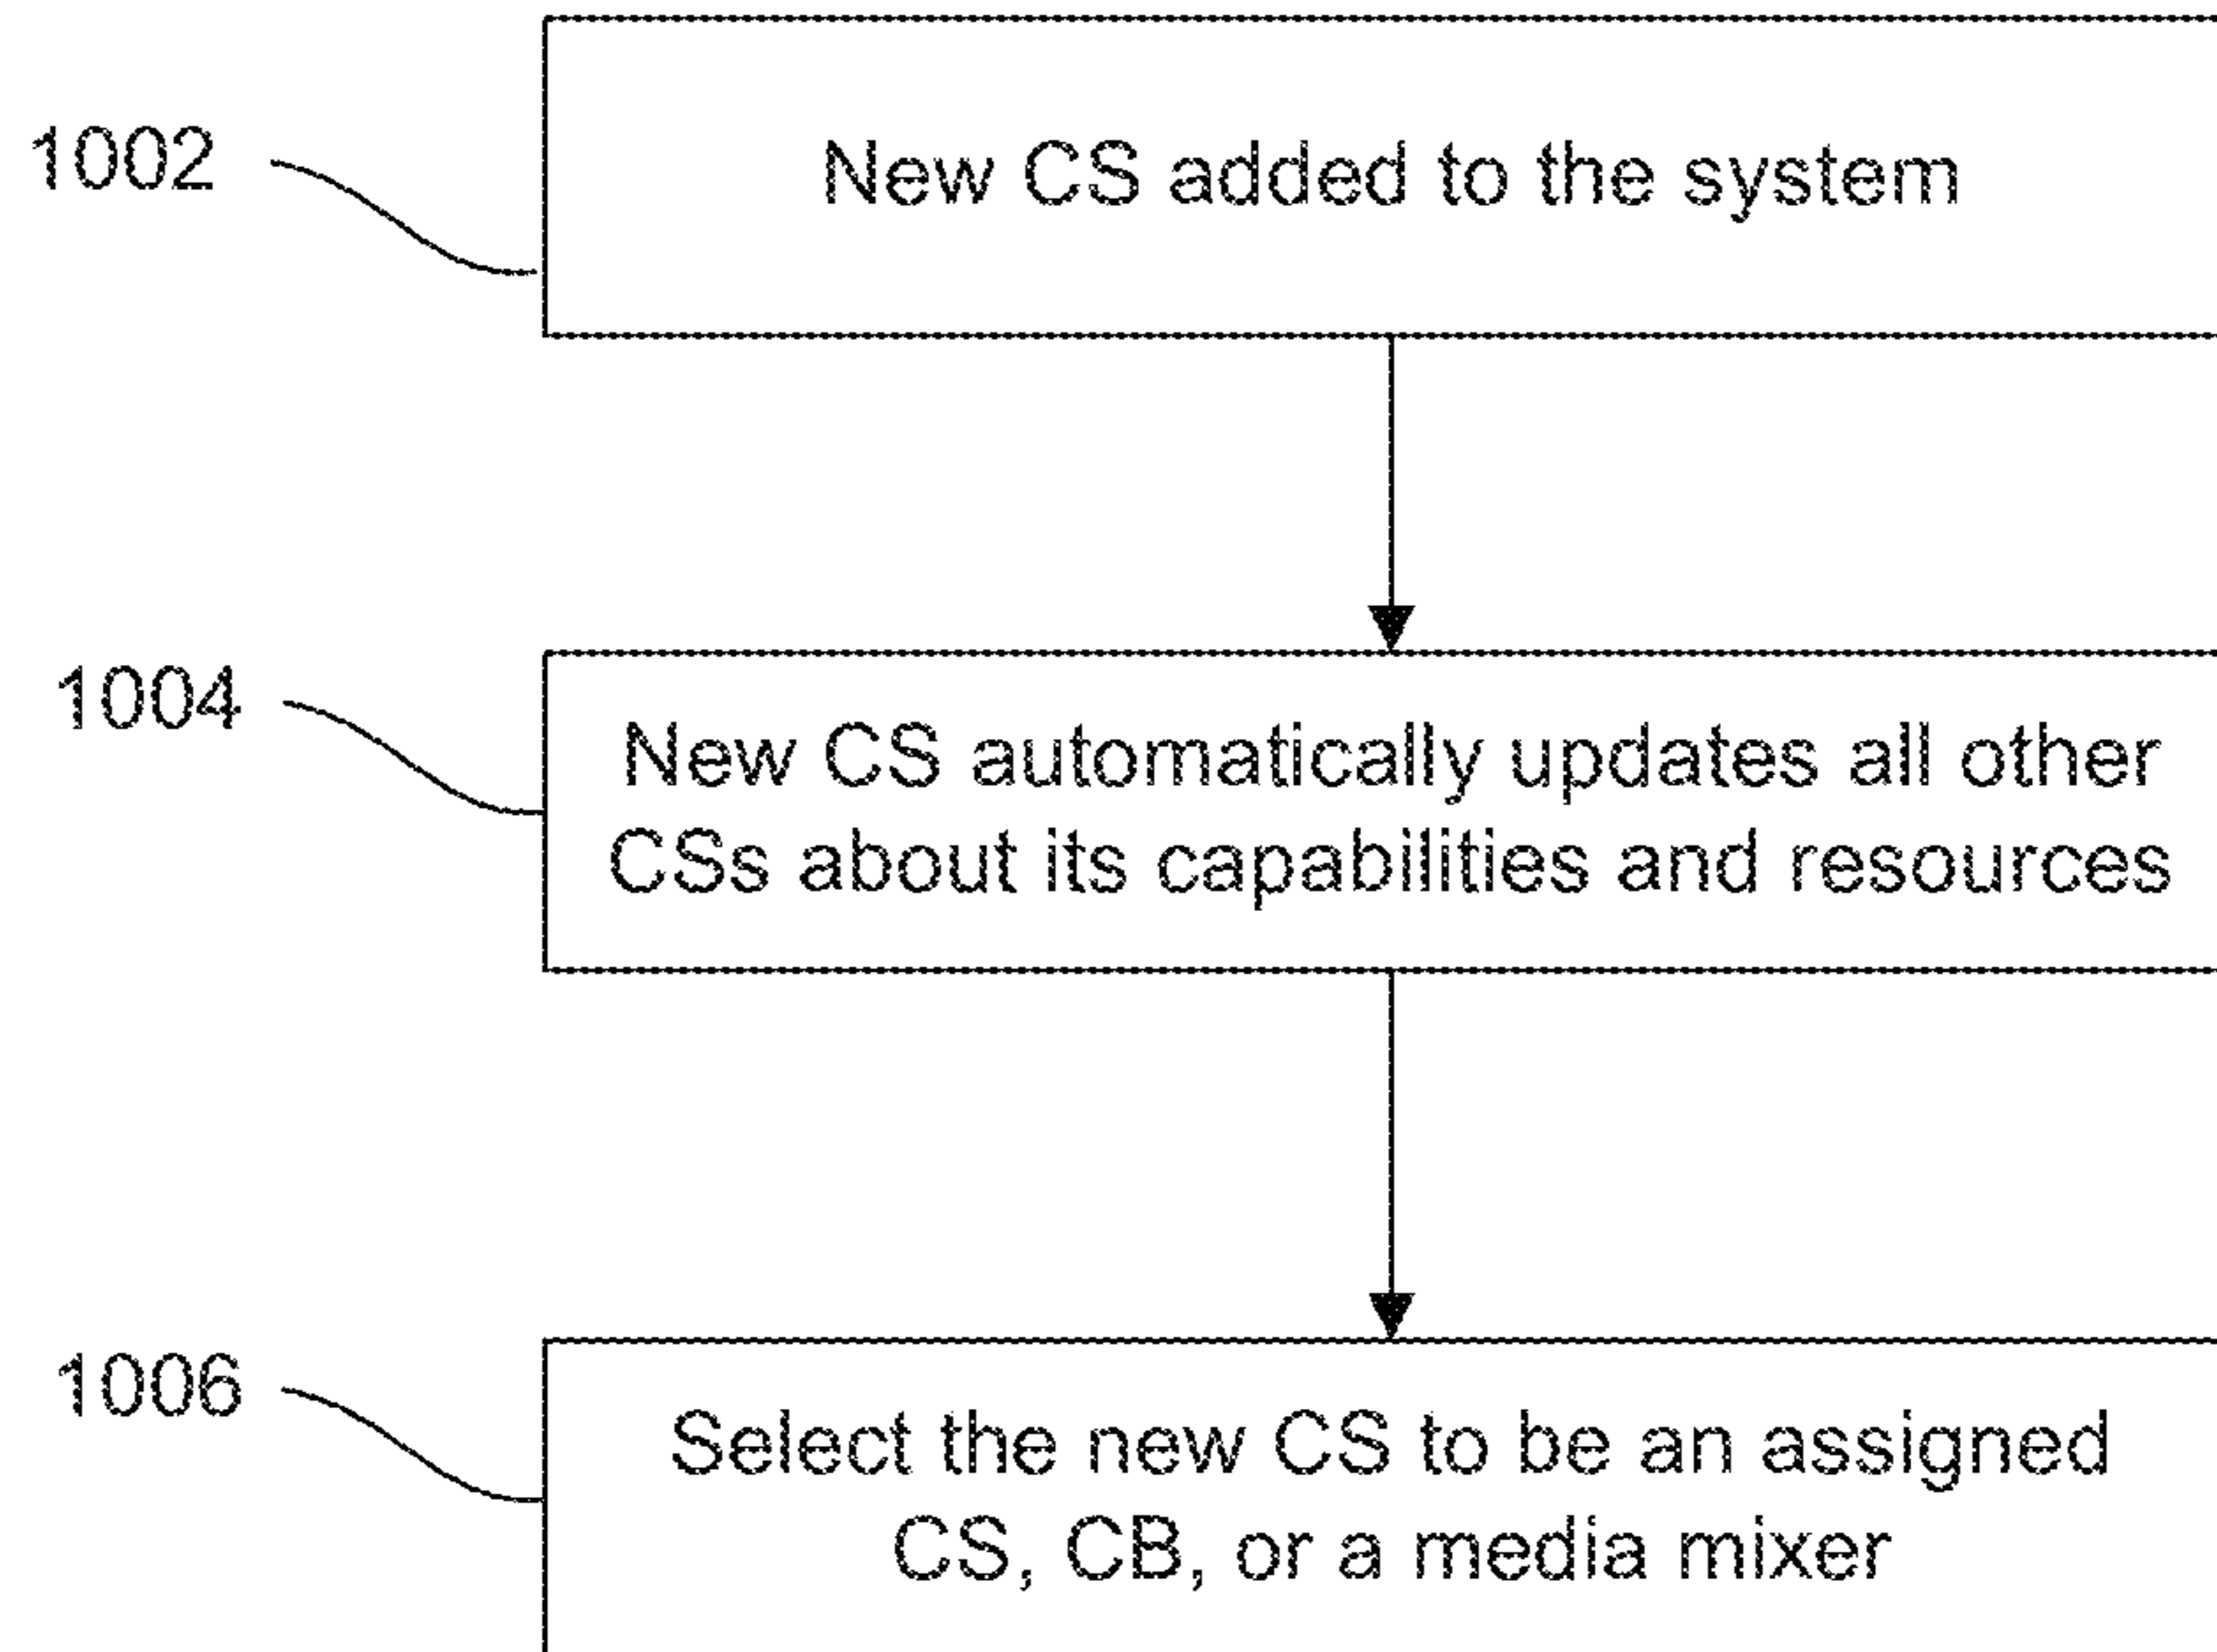 1002
New CS added to the system
1004
New CS automatically updates all other
CSs about its capabilities and resources
1006
Select the new CS to be an assigned
CS, CB, or a media mixer